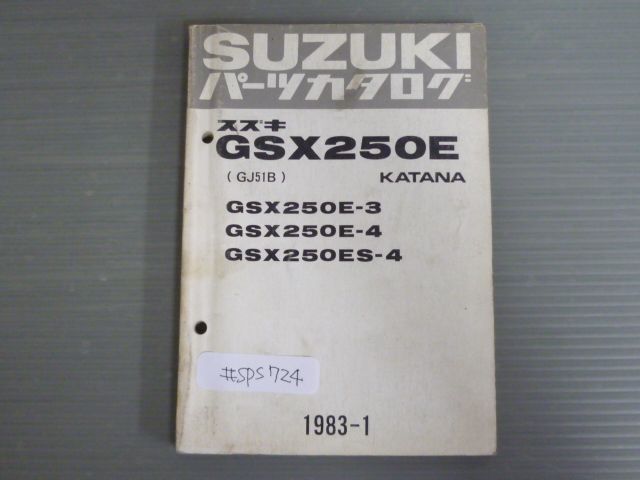 SUZUKI
パーツカタログ
スズキ
GSX250E
(GJ51B) KATANA
GSX250E-3
GSX250E-4
GSX250ES-4
#SPS724
1983-1